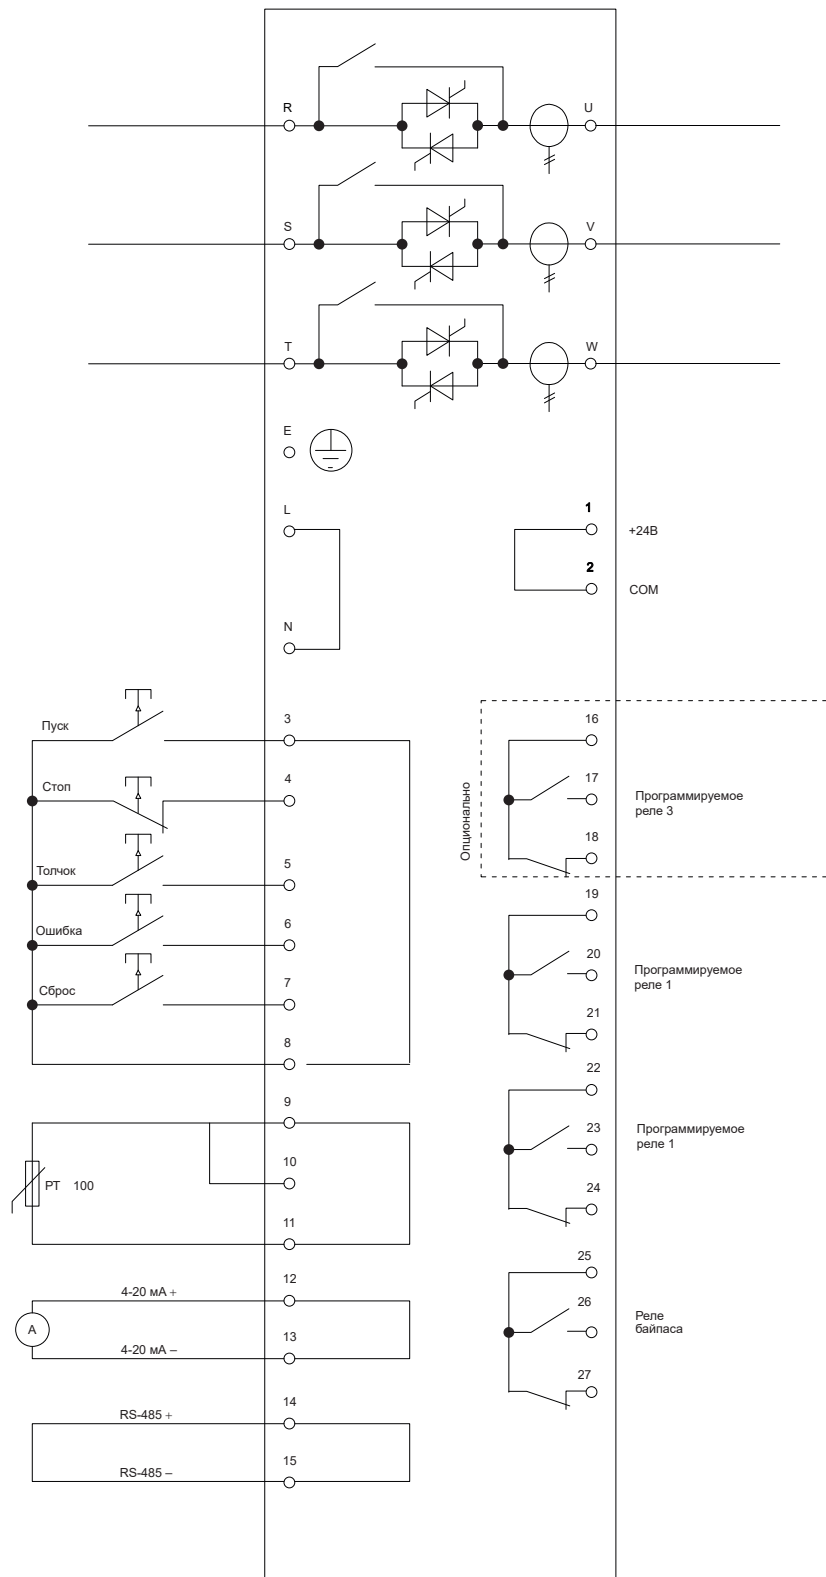 R
U
S
V
T
W
E
L
1
+24В
2
COM
N
Пуск
3
16
Стоп
4
17
Опционально
Программируемое
реле 3
18
Толчок
5
19
Ошибка
6
20
Программируемое
реле 1
Сброс
7
21
8
22
9
23
Программируемое
реле 1
10
PT 100
24
11
25
12
4-20 мА +
26
Реле
байпаса
A
13
4-20 мА –
27
14
RS-485 +
15
RS-485 –